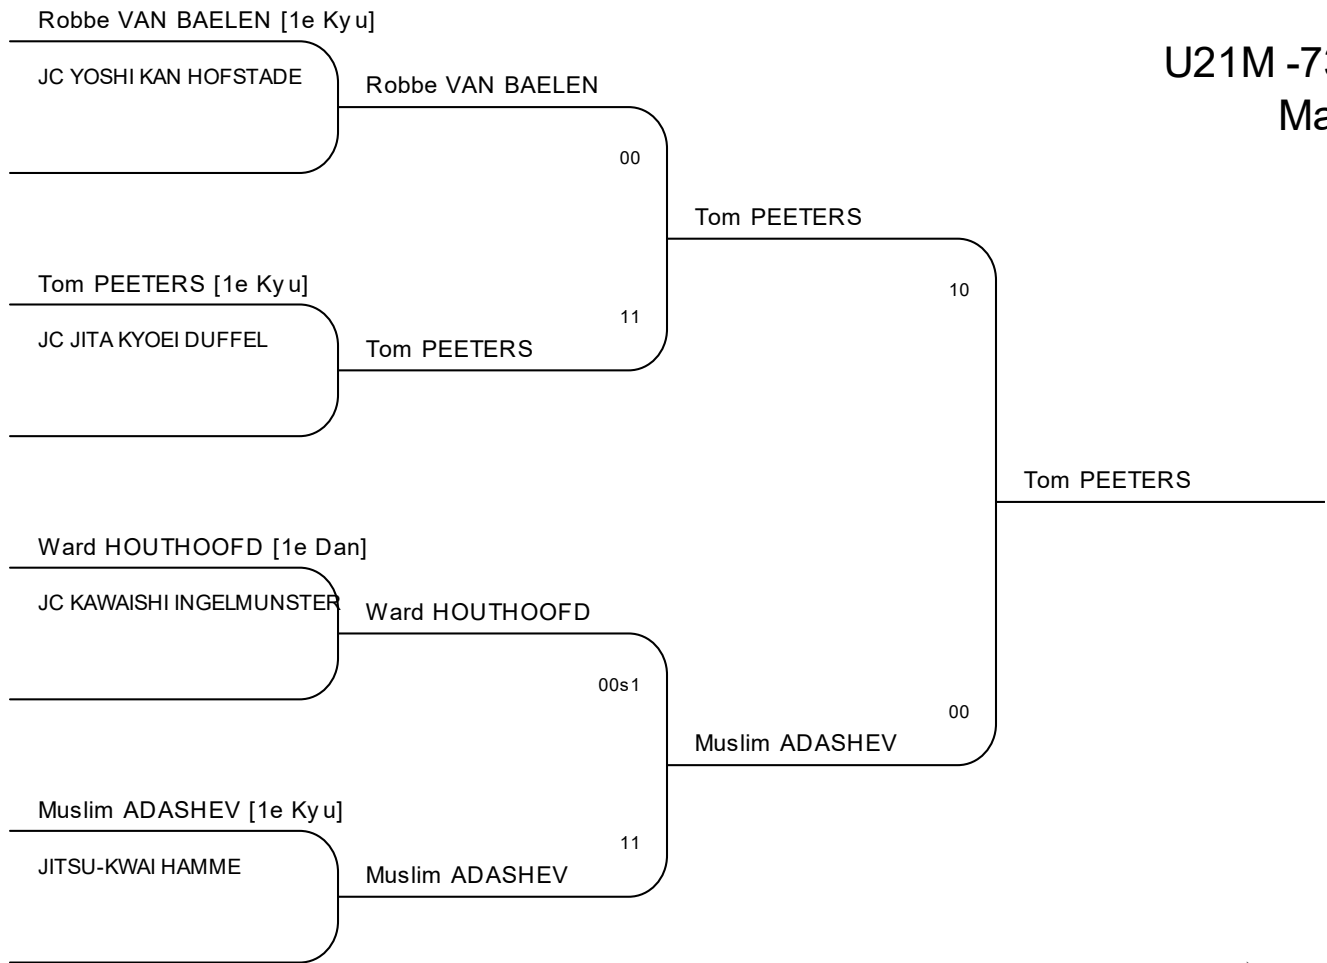 Robbe VAN BAELEN [1e Kyu]
JC YOSHI KAN HOFSTADE
Robbe VAN BAELEN
00
Tom PEETERS
10
Tom PEETERS [1e Kyu]
JC JITA KYOEI DUFFEL
11
Tom PEETERS
Tom PEETERS
Ward HOUTHOOFD [1e Dan]
JC KAWAISHI INGELMUNSTER
Ward HOUTHOOFD
00s1
00
Muslim ADASHEV
Muslim ADASHEV [1e Kyu]
JITSU-KWAI HAMME
11
Muslim ADASHEV
U21M -73
Ma